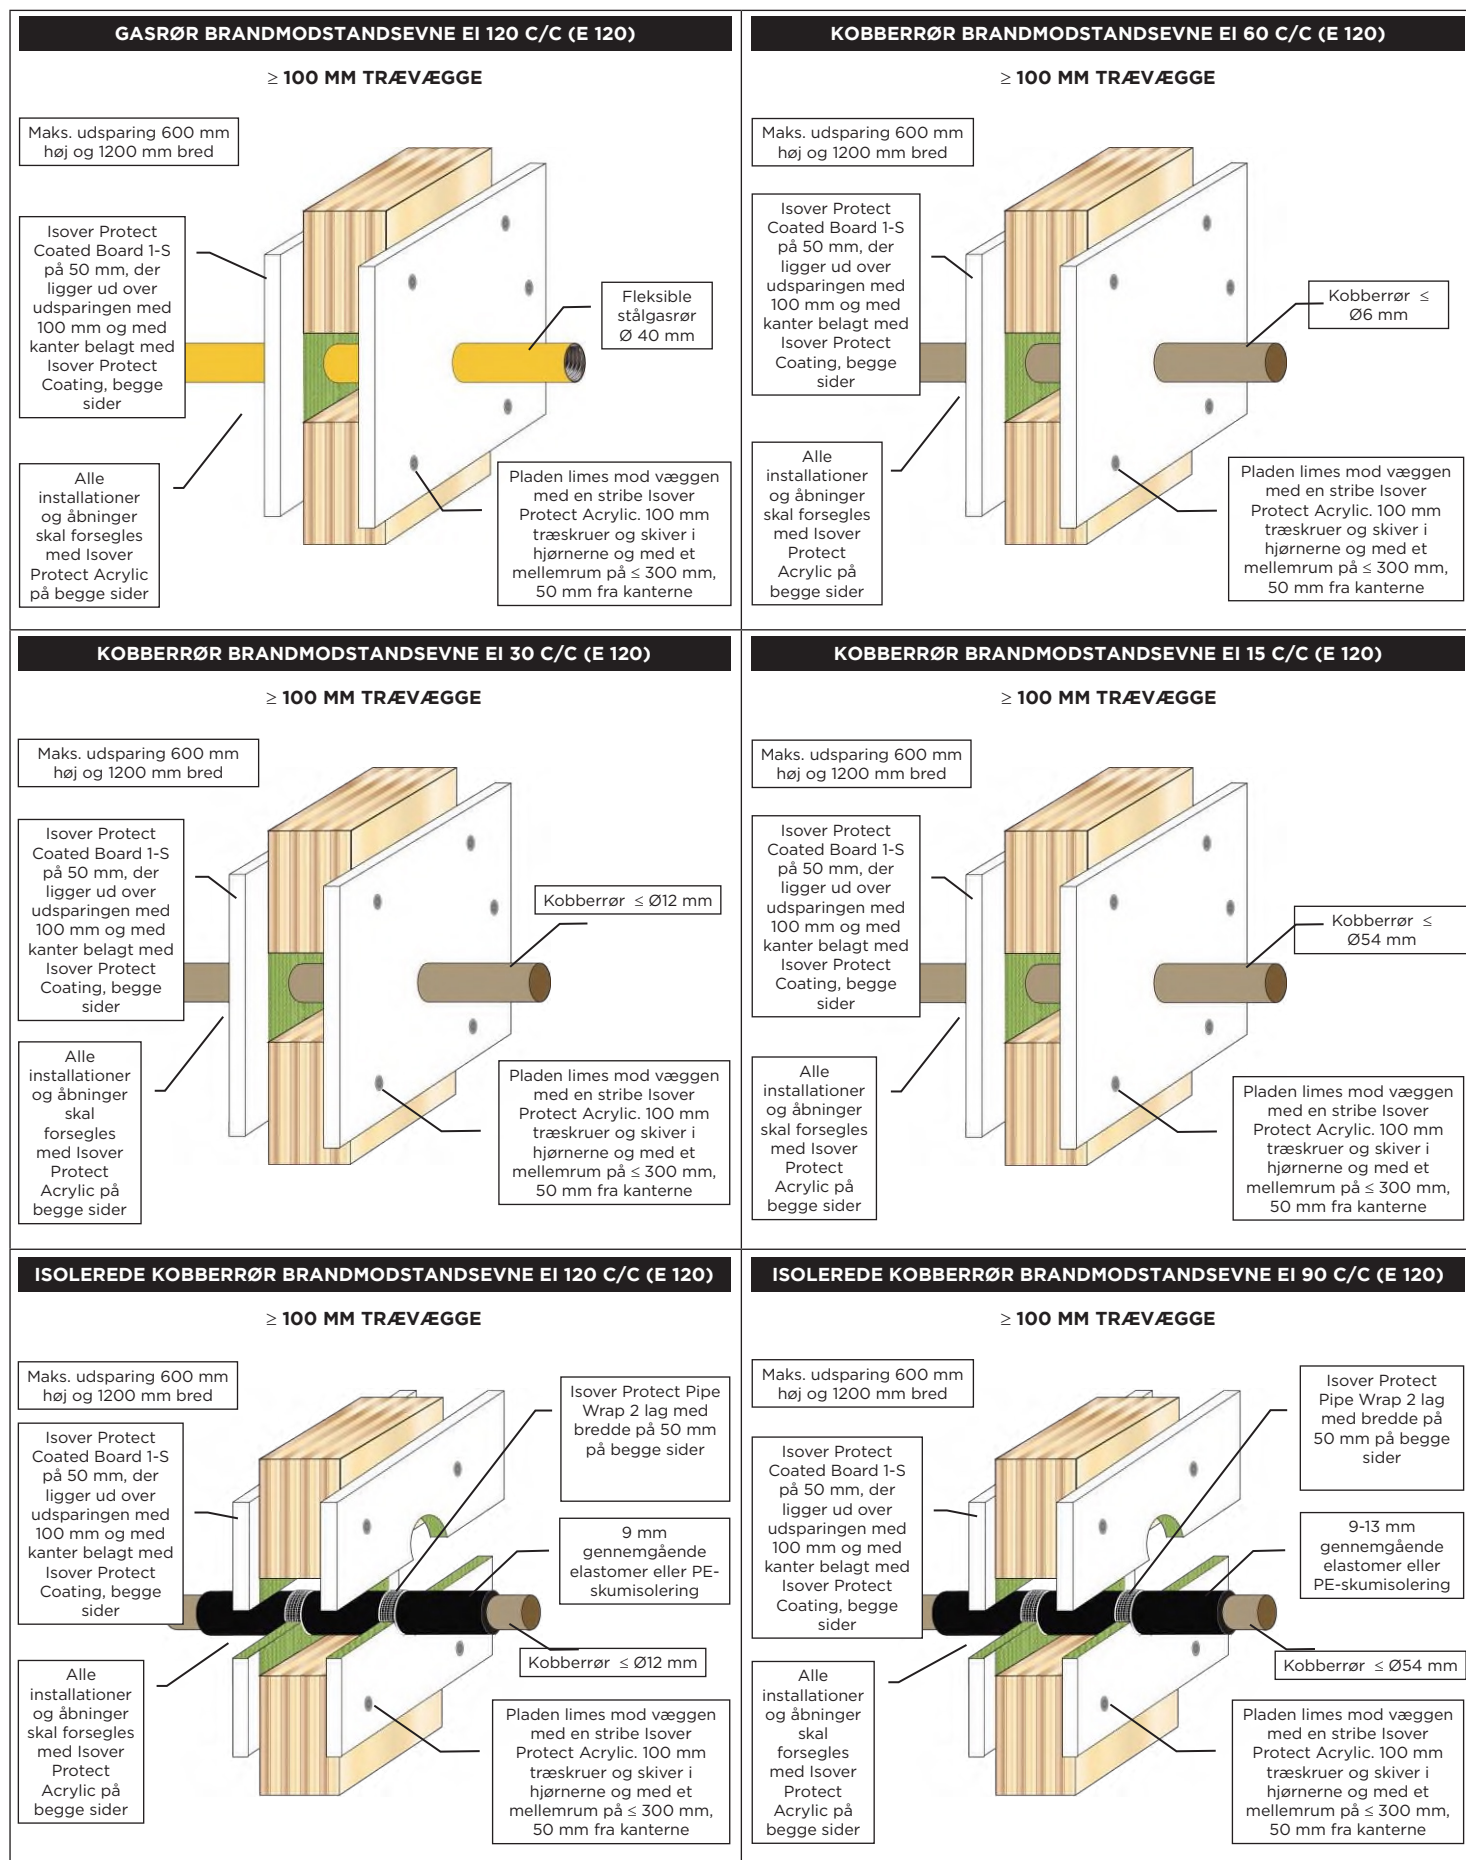 GASRØR BRANDMODSTANDSEVNE EI 120 C/C (E 120)
≥ 100 MM TRÆVÆGGE
Maks. udsparing 600 mm
høj og 1200 mm bred
Isover Protect
Coated Board 1-S
på 50 mm, der
ligger ud over
udsparingen med
100 mm og med
kanter belagt med
Isover Protect
Coating, begge
sider
Fleksible
stålgasrør
Ø 40 mm
Alle
installationer
og åbninger
skal forsegles
med Isover
Protect Acrylic
på begge sider
Pladen limes mod væggen
med en stribe Isover
Protect Acrylic. 100 mm
træskruer og skiver i
hjørnerne og med et
mellemrum på ≤ 300 mm,
50 mm fra kanterne
KOBBERRØR BRANDMODSTANDSEVNE EI 60 C/C (E 120)
≥ 100 MM TRÆVÆGGE
Maks. udsparing 600 mm
høj og 1200 mm bred
Isover Protect
Coated Board 1-S
på 50 mm, der
ligger ud over
udsparingen med
100 mm og med
kanter belagt med
Isover Protect
Coating, begge
sider
Kobberrør ≤
Ø6 mm
Alle
installationer
og åbninger
skal forsegles
med Isover
Protect
Acrylic på
begge sider
Pladen limes mod væggen
med en stribe Isover
Protect Acrylic. 100 mm
træskruer og skiver i
hjørnerne og med et
mellemrum på ≤ 300 mm,
50 mm fra kanterne
KOBBERRØR BRANDMODSTANDSEVNE EI 30 C/C (E 120)
≥ 100 MM TRÆVÆGGE
Maks. udsparing 600 mm
høj og 1200 mm bred
Isover Protect
Coated Board 1-S
på 50 mm, der
ligger ud over
udsparingen med
100 mm og med
kanter belagt med
Isover Protect
Coating, begge
sider
Kobberrør ≤ Ø12 mm
Alle
installationer
og åbninger
skal
forsegles
med Isover
Protect
Acrylic på
begge sider
Pladen limes mod væggen
med en stribe Isover
Protect Acrylic. 100 mm
træskruer og skiver i
hjørnerne og med et
mellemrum på ≤ 300 mm,
50 mm fra kanterne
KOBBERRØR BRANDMODSTANDSEVNE EI 15 C/C (E 120)
≥ 100 MM TRÆVÆGGE
Maks. udsparing 600 mm
høj og 1200 mm bred
Isover Protect
Coated Board 1-S
på 50 mm, der
ligger ud over
udsparingen med
100 mm og med
kanter belagt med
Isover Protect
Coating, begge
sider
Kobberrør ≤
Ø54 mm
Alle
installationer
og åbninger
skal forsegles
med Isover
Protect
Acrylic på
begge sider
Pladen limes mod væggen
med en stribe Isover
Protect Acrylic. 100 mm
træskruer og skiver i
hjørnerne og med et
mellemrum på ≤ 300 mm,
50 mm fra kanterne
ISOLEREDE KOBBERRØR BRANDMODSTANDSEVNE EI 120 C/C (E 120)
≥ 100 MM TRÆVÆGGE
Maks. udsparing 600 mm
høj og 1200 mm bred
Isover Protect
Coated Board 1-S
på 50 mm, der
ligger ud over
udsparingen med
100 mm og med
kanter belagt med
Isover Protect
Coating, begge
sider
Isover Protect Pipe
Wrap 2 lag med
bredde på 50 mm
på begge sider
9 mm
gennemgående
elastomer eller PE-
skumisolering
Kobberrør ≤ Ø12 mm
Alle
installationer
og åbninger
skal forsegles
med Isover
Protect
Acrylic på
begge sider
Pladen limes mod væggen
med en stribe Isover
Protect Acrylic. 100 mm
træskruer og skiver i
hjørnerne og med et
mellemrum på ≤ 300 mm,
50 mm fra kanterne
ISOLEREDE KOBBERRØR BRANDMODSTANDSEVNE EI 90 C/C (E 120)
≥ 100 MM TRÆVÆGGE
Maks. udsparing 600 mm
høj og 1200 mm bred
Isover Protect
Coated Board 1-S
på 50 mm, der
ligger ud over
udsparingen med
100 mm og med
kanter belagt med
Isover Protect
Coating, begge
sider
Isover Protect
Pipe Wrap 2 lag
med bredde på
50 mm på begge
sider
9-13 mm
gennemgående
elastomer eller
PE-skumisolering
Kobberrør ≤ Ø54 mm
Alle
installationer
og åbninger
skal
forsegles
med Isover
Protect
Acrylic på
begge sider
Pladen limes mod væggen
med en stribe Isover
Protect Acrylic. 100 mm
træskruer og skiver i
hjørnerne og med et
mellemrum på ≤ 300 mm,
50 mm fra kanterne